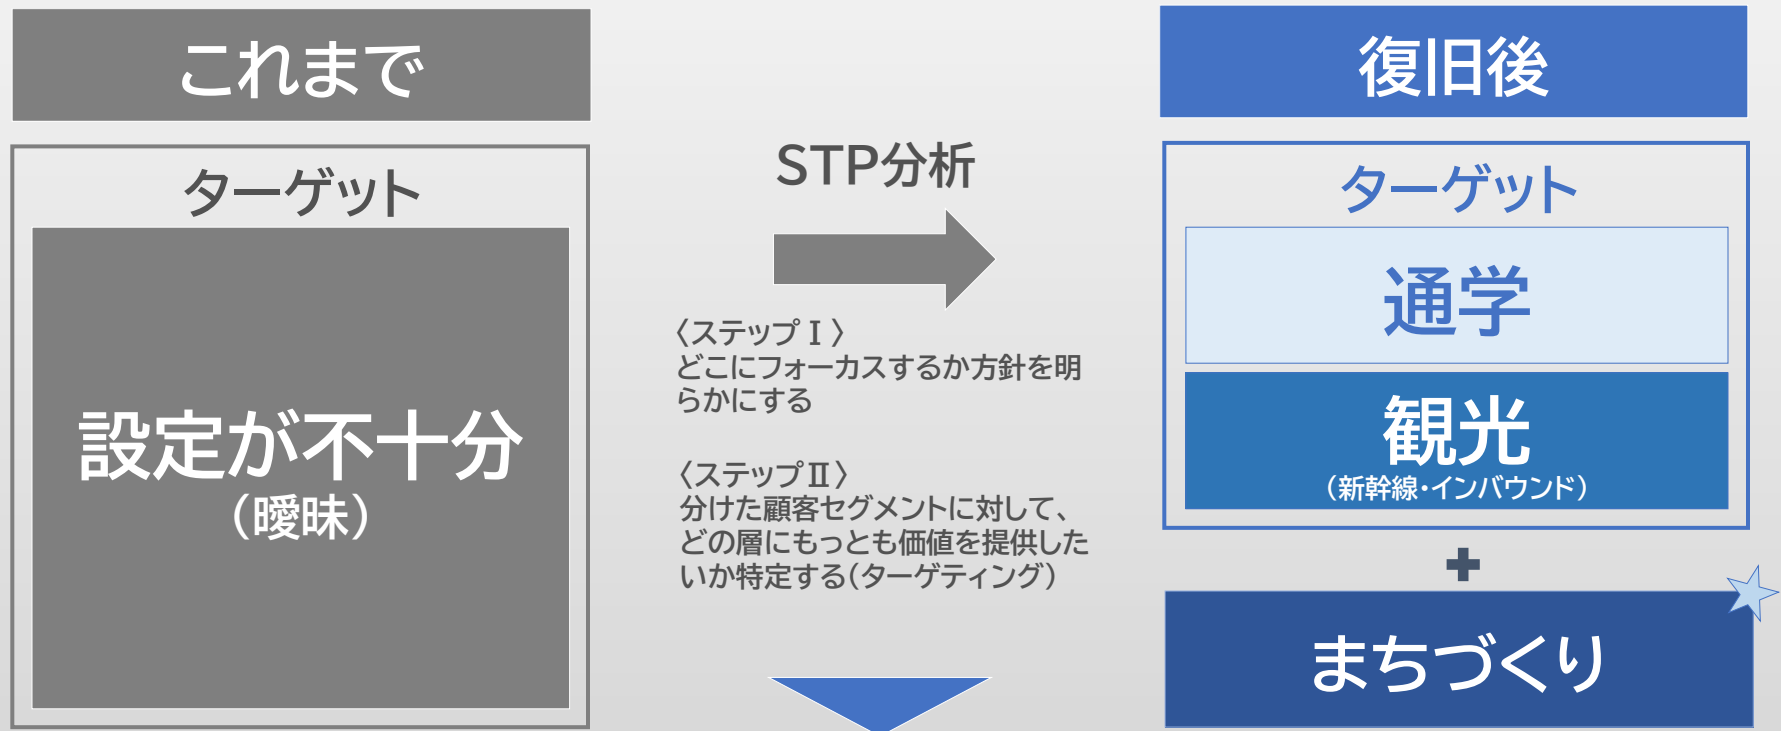 これまで
ターゲット
設定が不十分
（曖昧）
STP分析
〈ステップⅠ〉
どこにフォーカスするか方針を明
らかにする
〈ステップⅡ〉
分けた顧客セグメントに対して、
どの層にもっとも価値を提供した
いか特定する（ターゲティング）
復旧後
ターゲット
通学
観光
（新幹線・インバウンド）
まちづくり